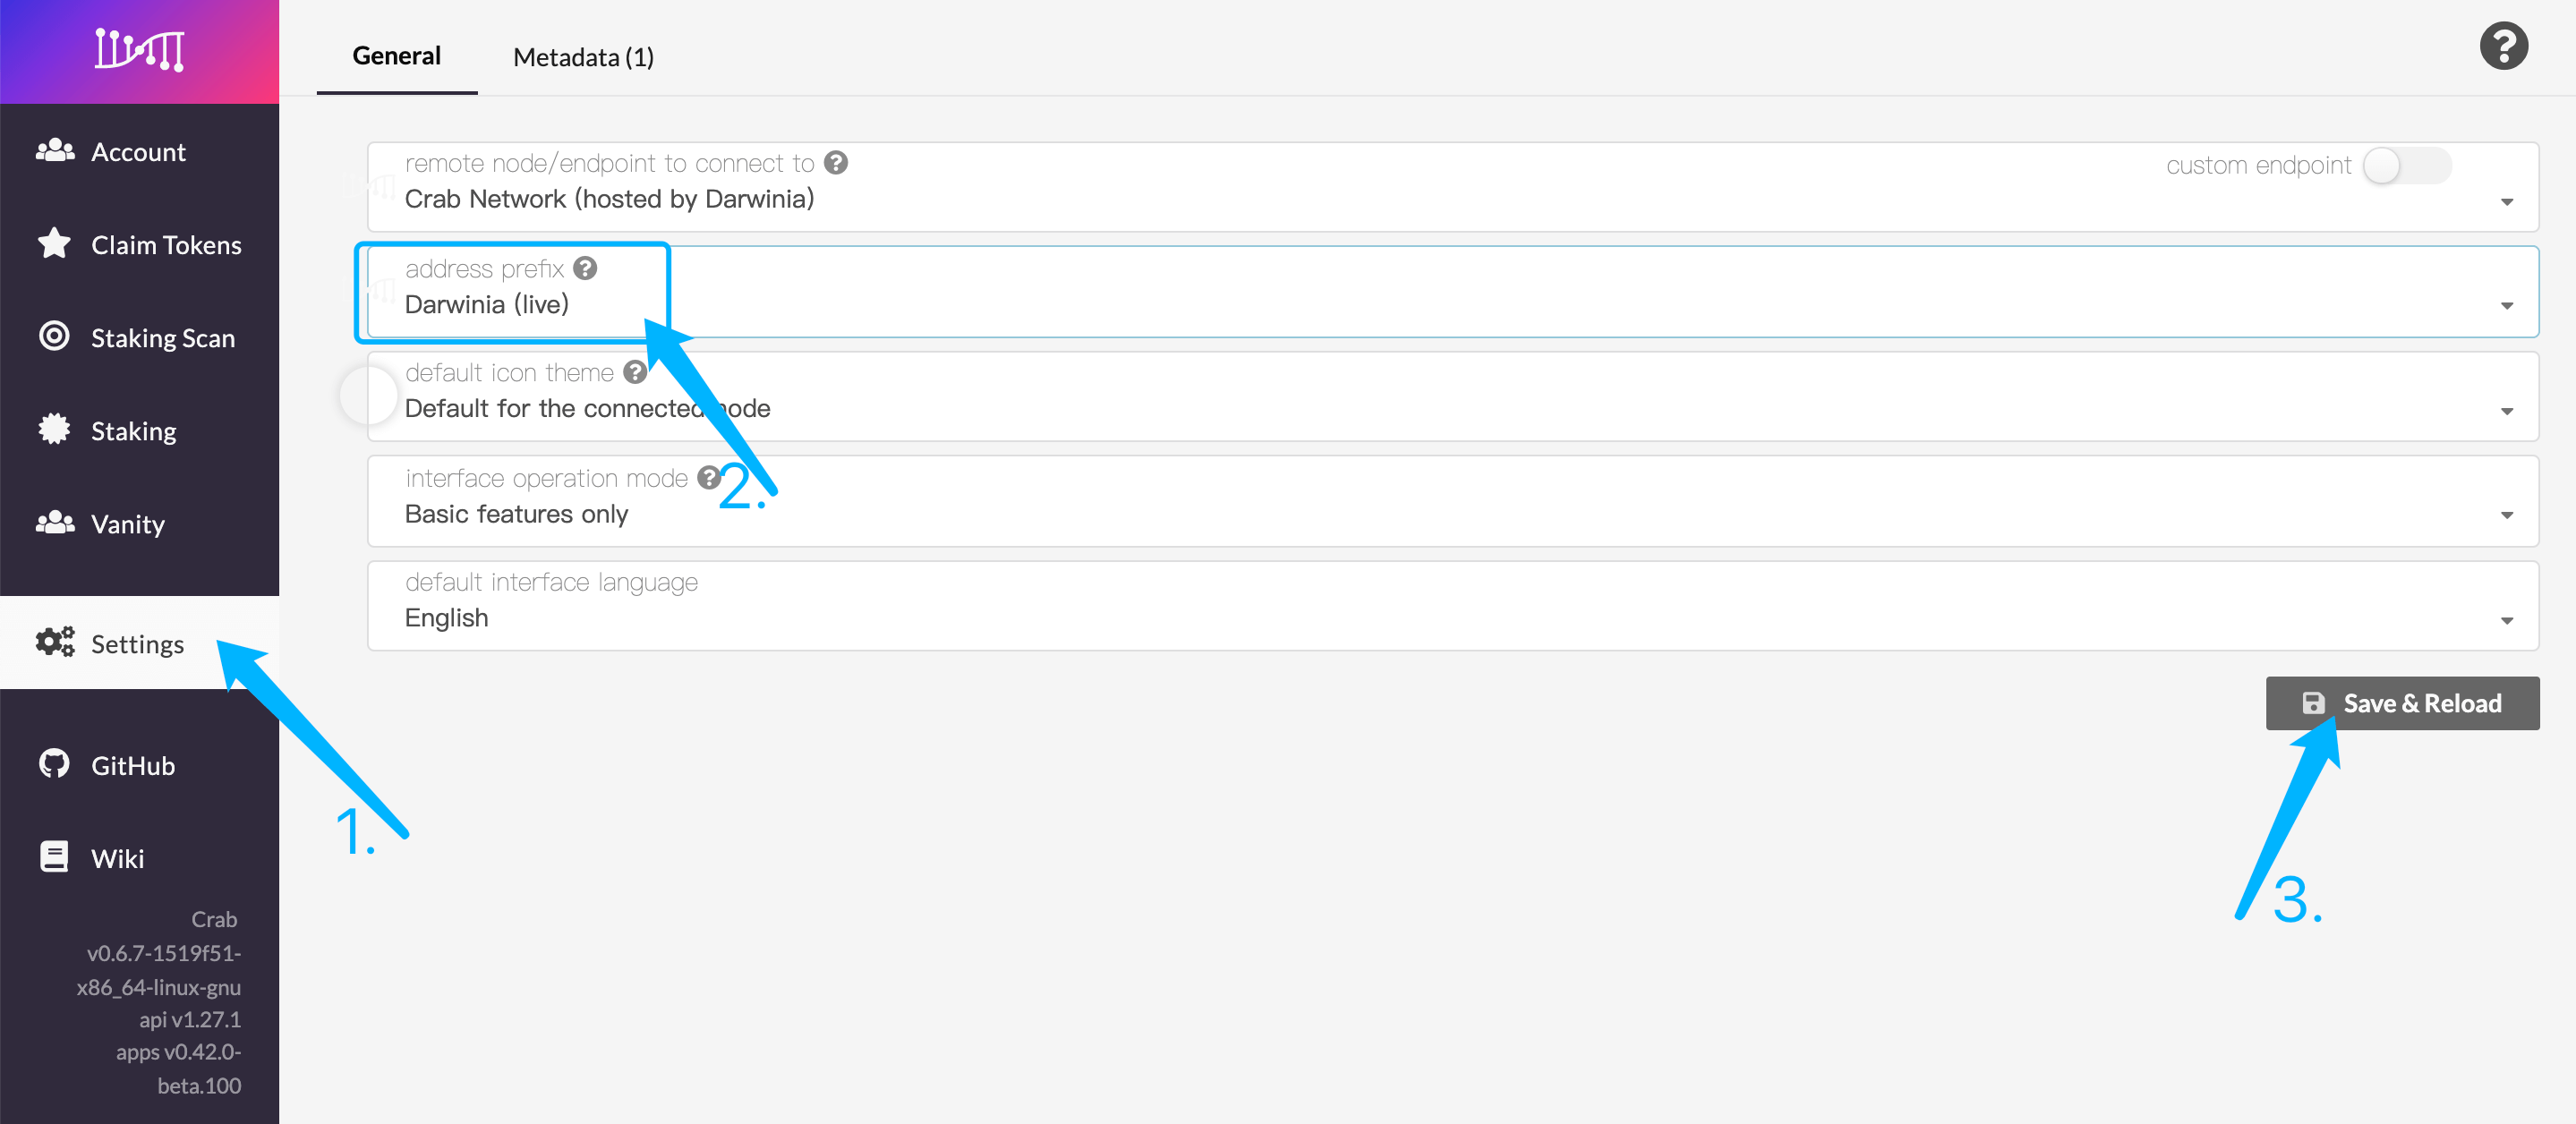 General
Metadata (1)
Account
Claim Tokens
Staking Scan
Staking
Vanity
Settings
GitHub
Wiki
Crab
v0.6.7-1519f51-
x86_64-linux-gnu
api v1.27.1
apps v0.42.0-
beta.100
remote node/endpoint to connect to
custom endpoint
Crab Network (hosted by Darwinia)
address prefix
Darwinia (live)
default icon theme
Default for the connected node
interface operation mode
Basic features only
default interface language
English
Save & Reload
1.
2.
3.